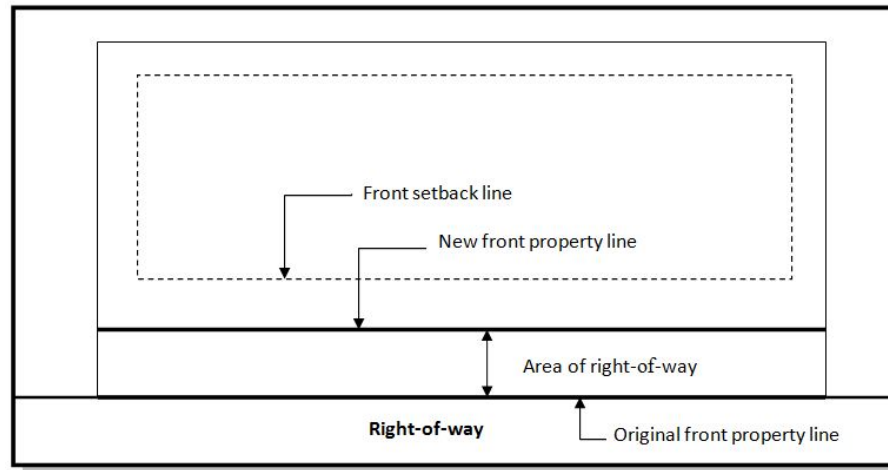 Front setback line
New front property line
Area of right-of-way
Right-of-way
Original front property line